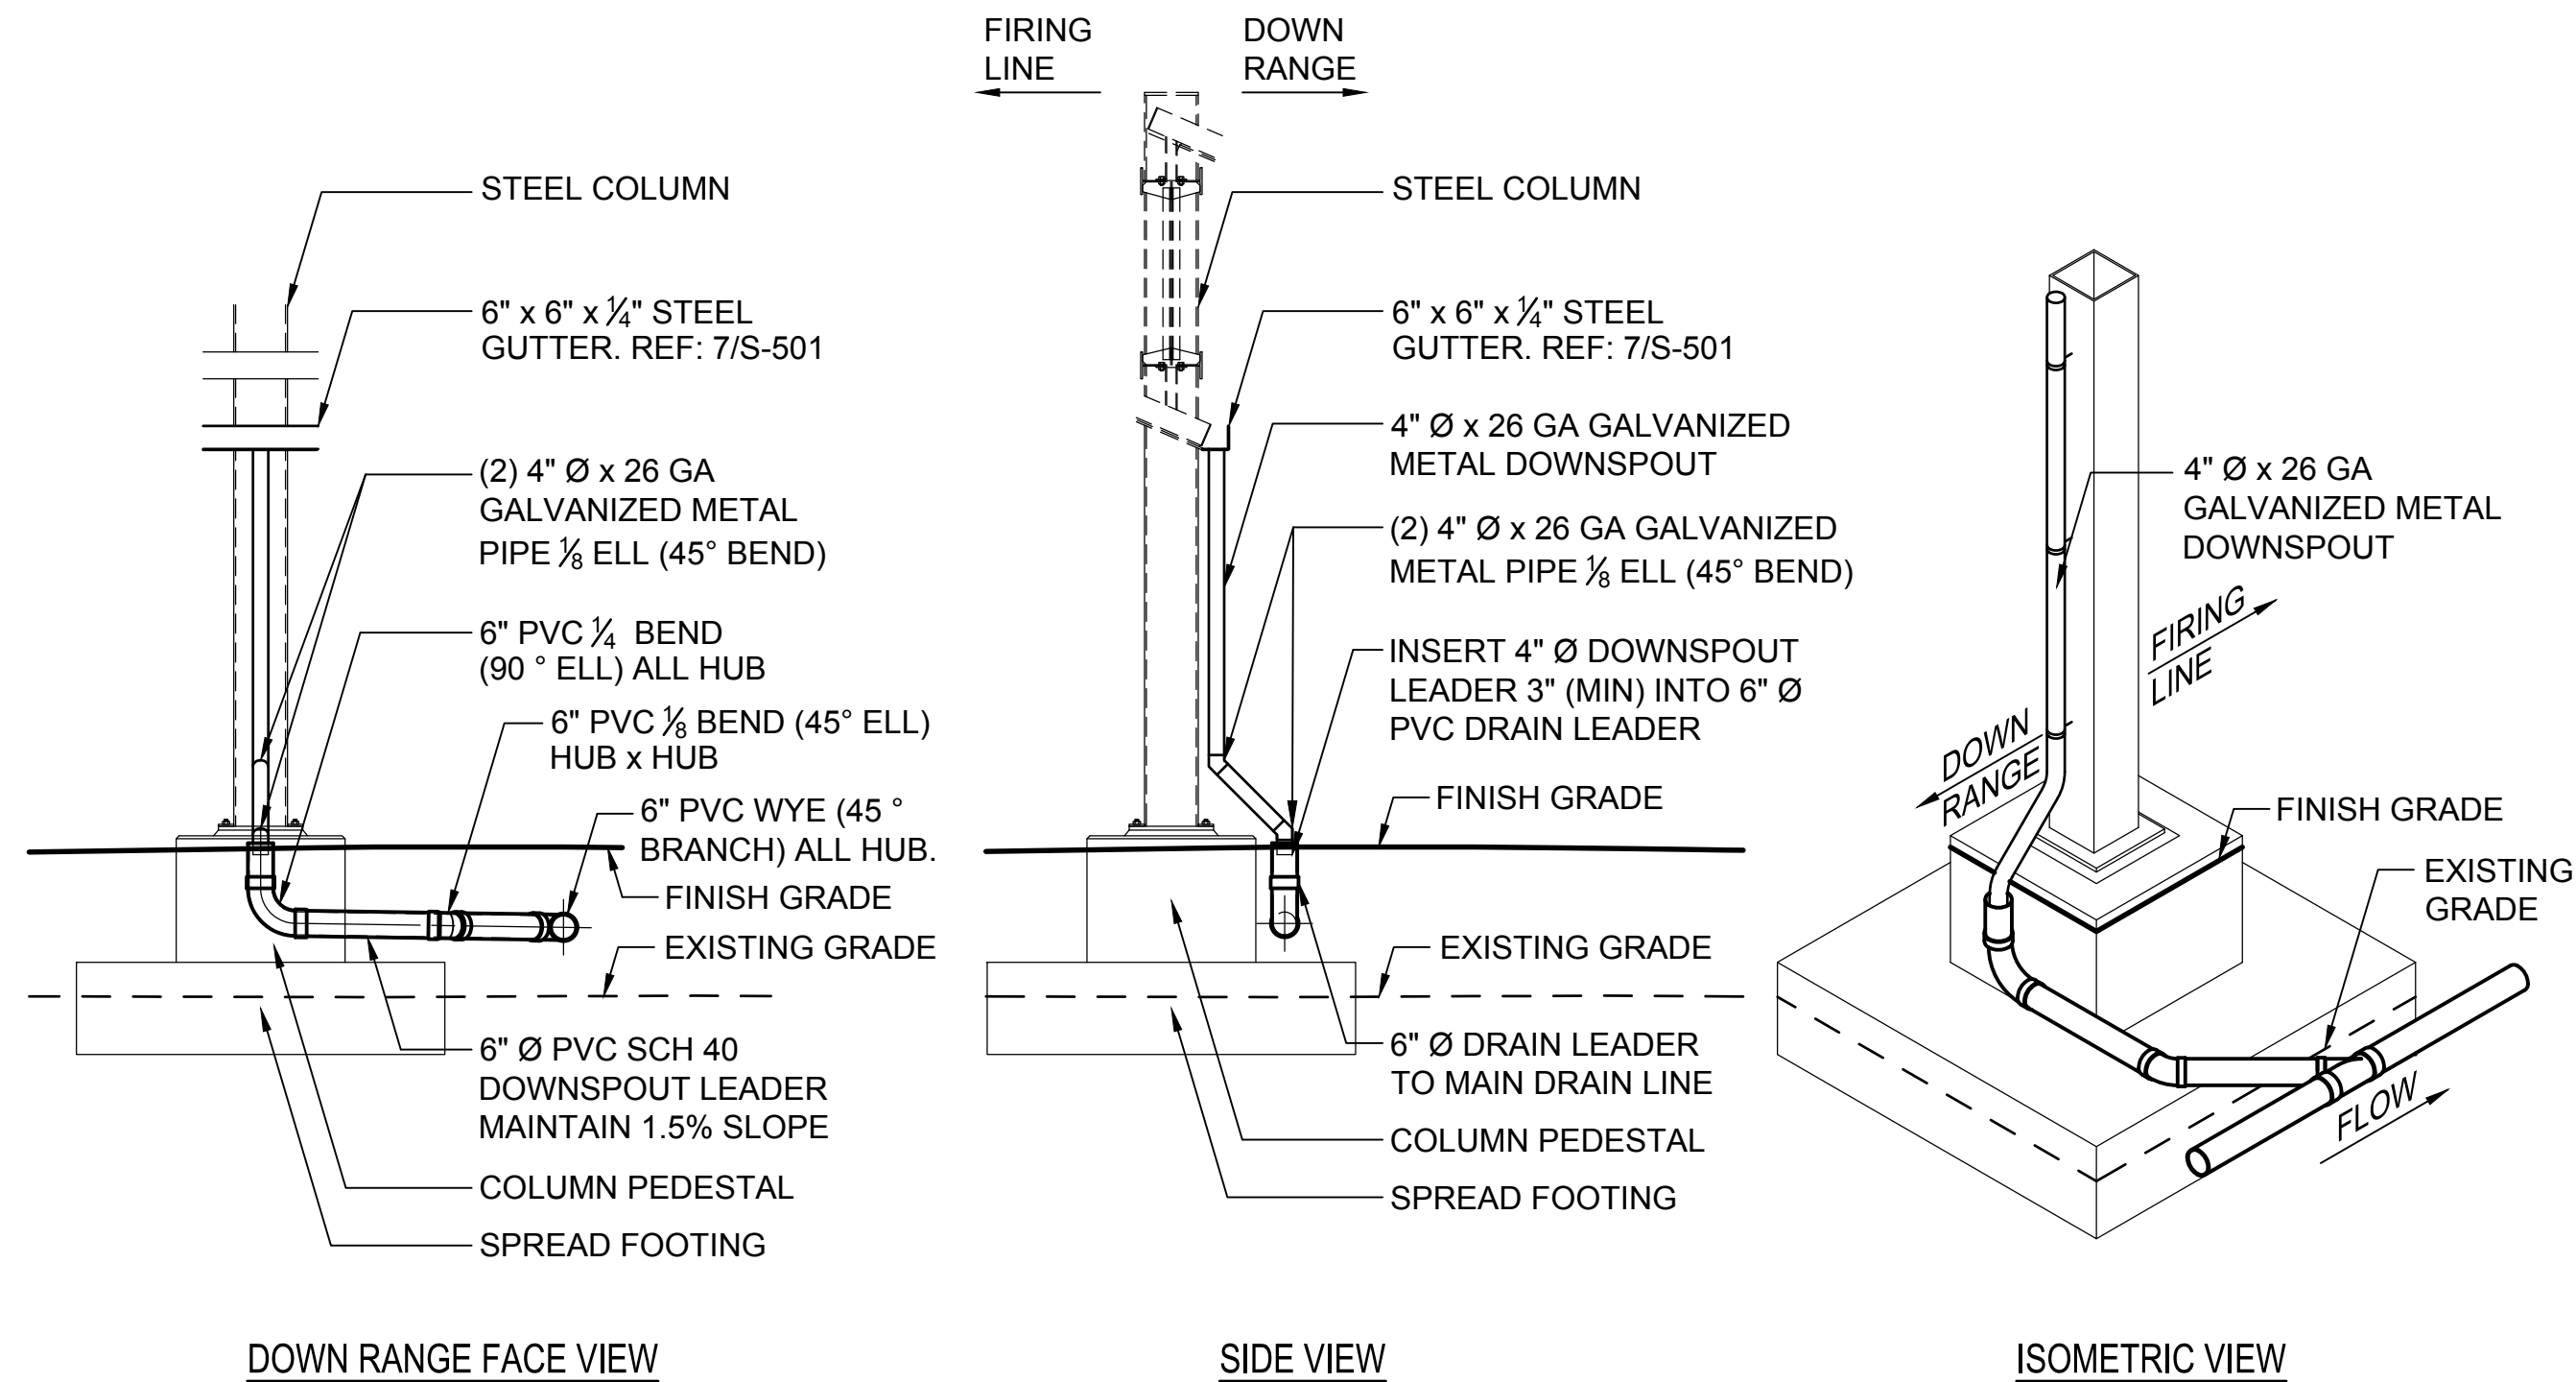 FIRING
LINE
DOWN
RANGE
STEEL COLUMN
6" x 6" x ¼" STEEL
GUTTER. REF: 7/S-501
(2) 4" Ø x 26 GA
GALVANIZED METAL
PIPE ⅛ ELL (45° BEND)
6" PVC ¼ BEND
(90 ° ELL) ALL HUB
6" PVC ⅛ BEND (45° ELL)
HUB x HUB
6" PVC WYE (45 °
BRANCH) ALL HUB.
FINISH GRADE
EXISTING GRADE
6" Ø PVC SCH 40
DOWNSPOUT LEADER
MAINTAIN 1.5% SLOPE
COLUMN PEDESTAL
SPREAD FOOTING
DOWN RANGE FACE VIEW
STEEL COLUMN
6" x 6" x ¼" STEEL
GUTTER. REF: 7/S-501
4" Ø x 26 GA GALVANIZED
METAL DOWNSPOUT
(2) 4" Ø x 26 GA GALVANIZED
METAL PIPE ⅛ ELL (45° BEND)
INSERT 4" Ø DOWNSPOUT
LEADER 3" (MIN) INTO 6" Ø
PVC DRAIN LEADER
FINISH GRADE
EXISTING GRADE
6" Ø DRAIN LEADER
TO MAIN DRAIN LINE
COLUMN PEDESTAL
SPREAD FOOTING
SIDE VIEW
4" Ø x 26 GA
GALVANIZED METAL
DOWNSPOUT
FIRING
LINE
DOWN
RANGE
FINISH GRADE
EXISTING
GRADE
FLOW
ISOMETRIC VIEW